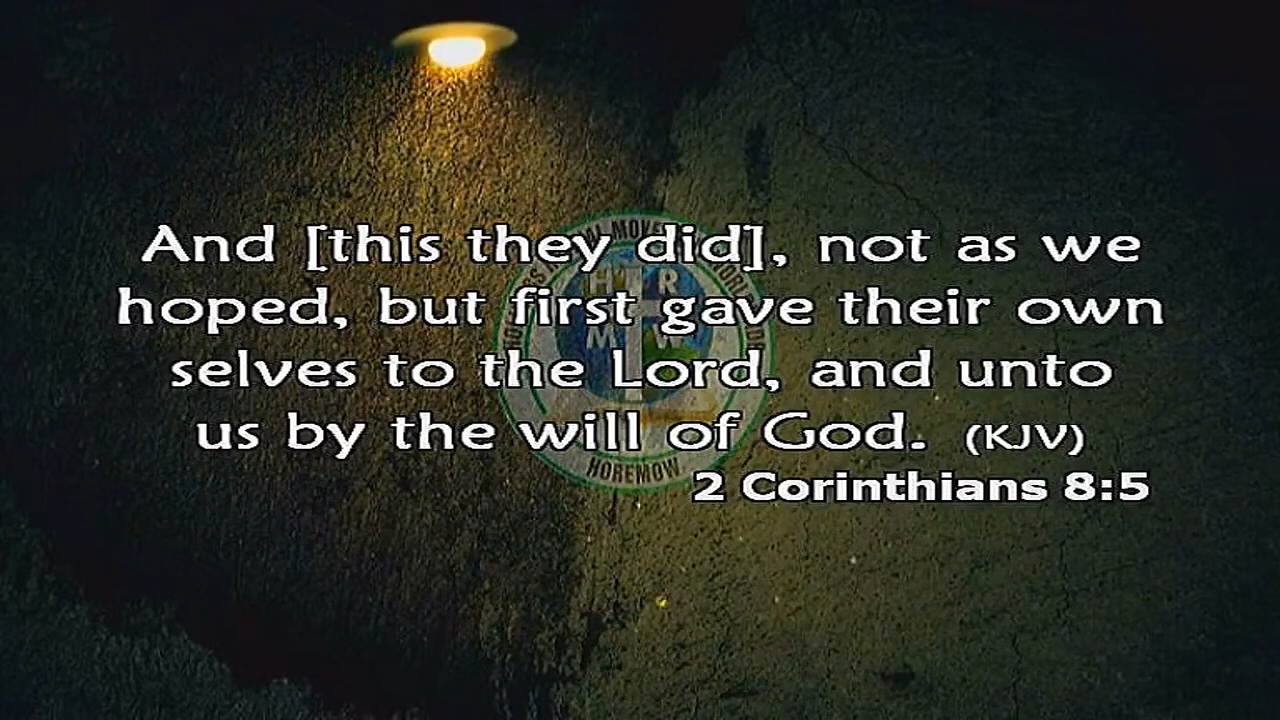 And [this they did], not as we
hoped, but first gave their own
selves to the Lord, and unto
us by the will of God. (KJV)
2 Corinthians 8:5
H R
M W
HOREMOW